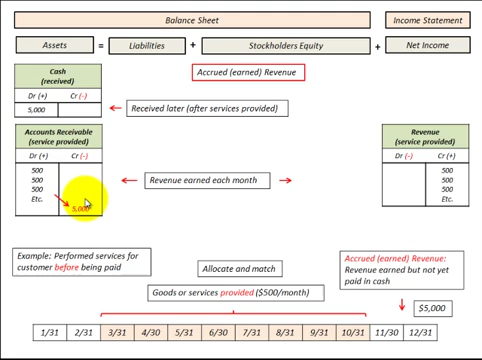 Balance Sheet
Income Statement
Assets = Liabilities + Stockholders Equity + Net Income
Cash
(received)
Dr (+) Cr (-)
5,000
Accrued (earned) Revenue
Received later (after services provided)
Accounts Receivable
(service provided)
Dr (+) Cr (-)
500
500
500
Etc.
5,000
Revenue earned each month
Revenue
(service provided)
Dr (-) Cr (+)
500
500
500
Etc.
Example: Performed services for
customer before being paid
Allocate and match
Goods or services provided ($500/month)
Accrued (earned) Revenue:
Revenue earned but not yet
paid in cash
$5,000
1/31 2/31 3/31 4/30 5/31 6/30 7/31 8/31 9/31 10/31 11/30 12/31